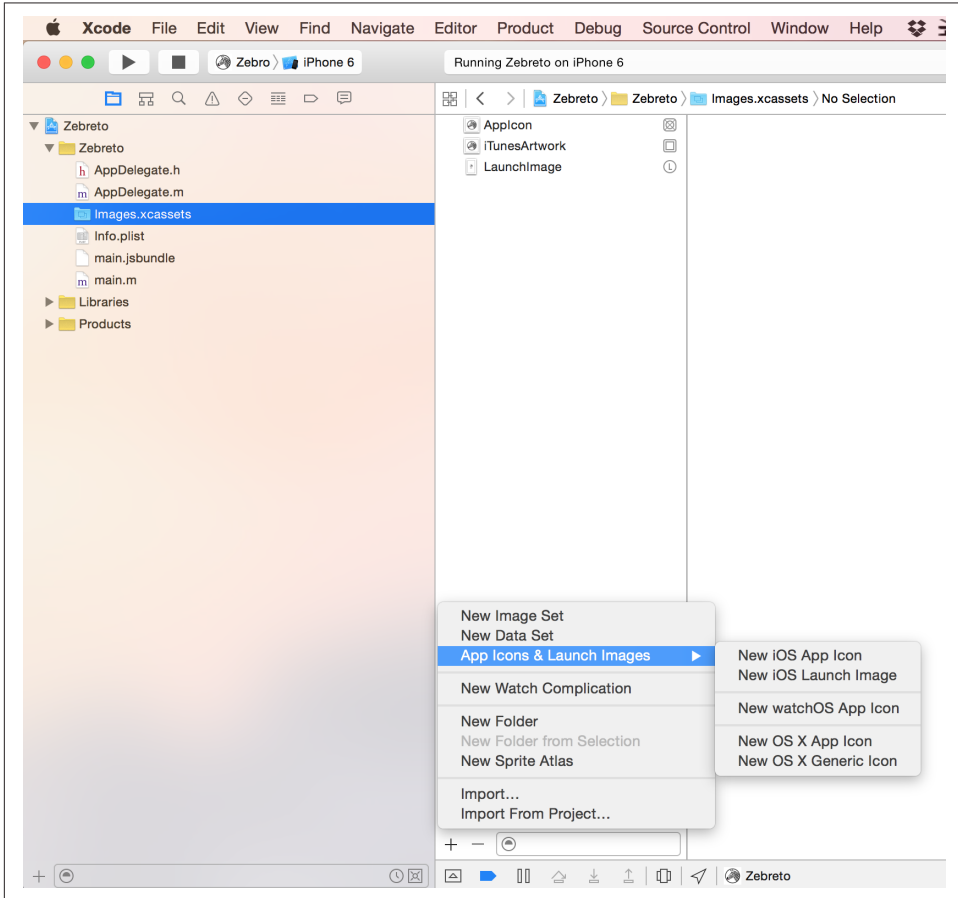 Xcode File Edit View Find Navigate Editor Product Debug Source Control Window Help
Zebro iPhone 6
Running Zebreto on iPhone 6
Zebreto Zebreto Images.xcassets No Selection
Zebreto
Zebreto
h AppDelegate.h
m AppDelegate.m
Images.xcassets
Info.plist
main.jsbundle
m main.m
Libraries
Products
AppIcon
iTunesArtwork
LaunchImage L
New Image Set
New Data Set
App Icons & Launch Images
New Watch Complication
New Folder
New Folder from Selection
New Sprite Atlas
Import...
Import From Project...
New iOS App Icon
New iOS Launch Image
New watchOS App Icon
New OS X App Icon
New OS X Generic Icon
Zebreto